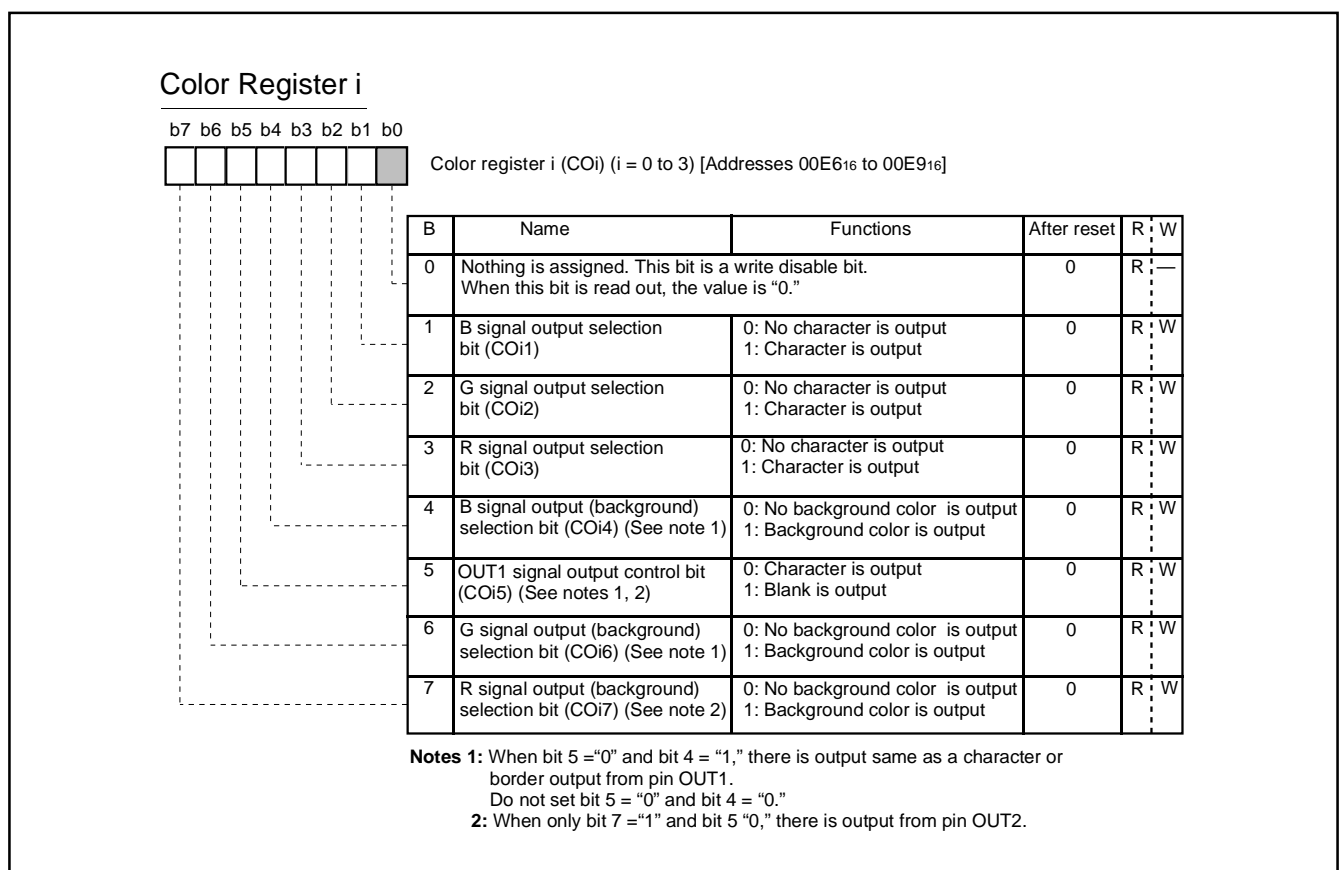 Color Register i
b7 b6 b5 b4 b3 b2 b1 b0
Color register i (COi) (i = 0 to 3) [Addresses 00E616 to 00E916]
B Name Functions After reset R W
0 Nothing is assigned. This bit is a write disable bit. 0 R —
When this bit is read out, the value is “0.”
1 B signal output selection 0: No character is output 0 R W
bit (COi1) 1: Character is output
2 G signal output selection 0: No character is output 0 R W
bit (COi2) 1: Character is output
3 R signal output selection 0: No character is output 0 R W
bit (COi3) 1: Character is output
4 B signal output (background) 0: No background color is output 0 R W
selection bit (COi4) (See note 1) 1: Background color is output
5 OUT1 signal output control bit 0: Character is output 0 R W
(COi5) (See notes 1, 2) 1: Blank is output
6 G signal output (background) 0: No background color is output 0 R W
selection bit (COi6) (See note 1) 1: Background color is output
7 R signal output (background) 0: No background color is output 0 R W
selection bit (COi7) (See note 2) 1: Background color is output
Notes 1: When bit 5 =“0” and bit 4 = “1,” there is output same as a character or
border output from pin OUT1.
Do not set bit 5 = “0” and bit 4 = “0.”
2: When only bit 7 =“1” and bit 5 “0,” there is output from pin OUT2.